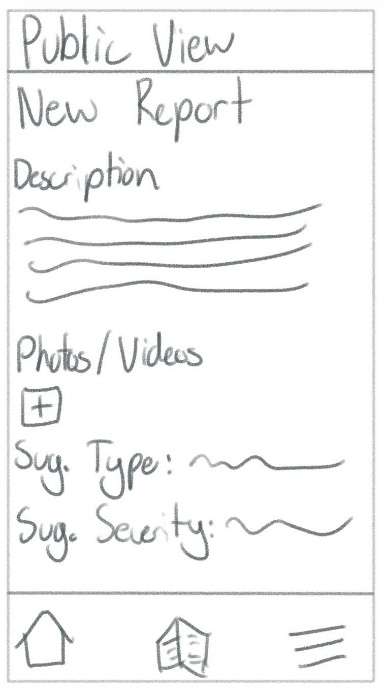 Public View
New Report
Description
Photos/Videos
+
Sug. Type:
Sug. Severity: